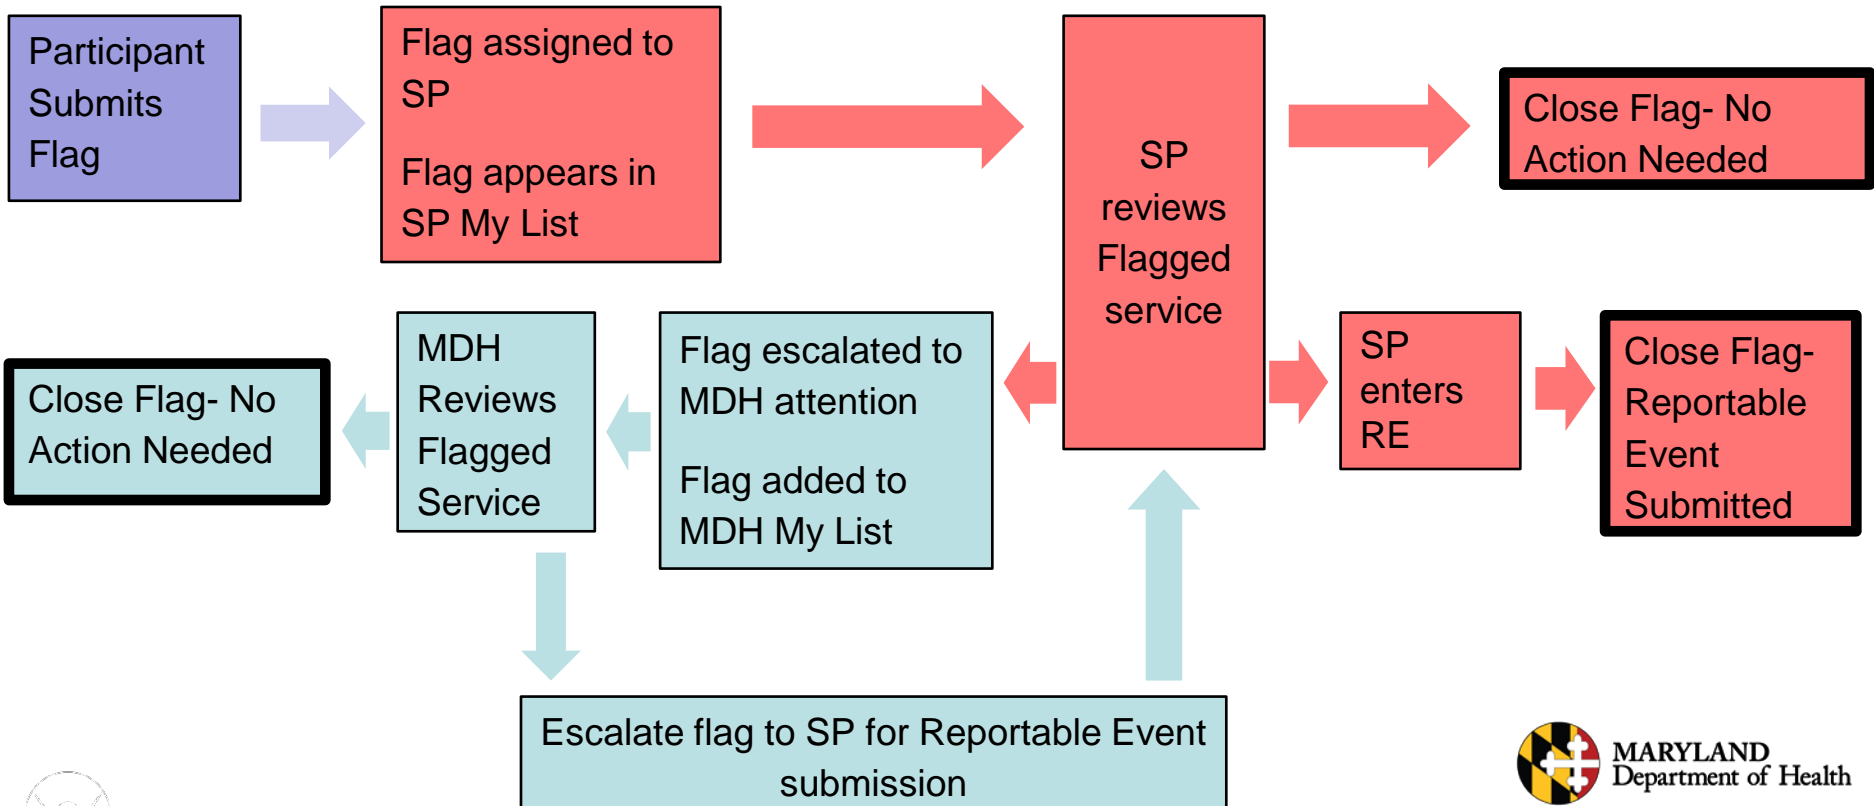 Participant
Submits
Flag
Flag assigned to
SP
Flag appears in
SP My List
SP
reviews
Flagged
service
Close Flag- No
Action Needed
Close Flag- No
Action Needed
MDH
Reviews
Flagged
Service
Flag escalated to
MDH attention
Flag added to
MDH My List
SP
enters
RE
Close Flag-
Reportable
Event
Submitted
Escalate flag to SP for Reportable Event
submission
MARYLAND
Department of Health